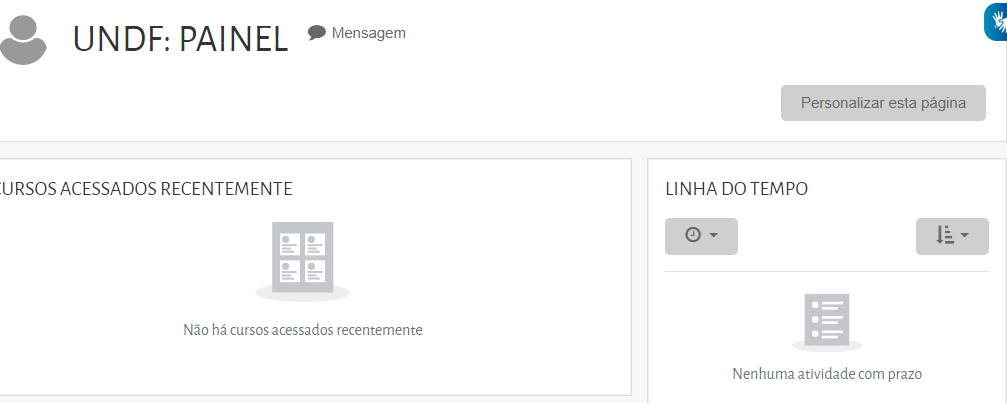 UNDF: PAINEL
Mensagem
Personalizar esta página
CURSOS ACESSADOS RECENTEMENTE
Não há cursos acessados recentemente
LINHA DO TEMPO
Nenhuma atividade com prazo